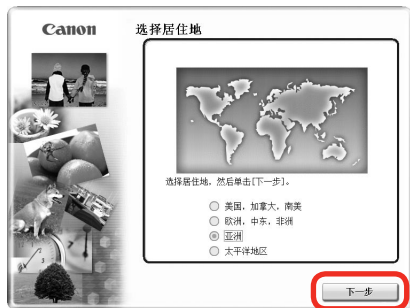 Canon
选择居住地
选择居住地，然后单击[下一步]。
美国，加拿大，南美
欧洲，中东，非洲
亚洲
太平洋地区
下一步